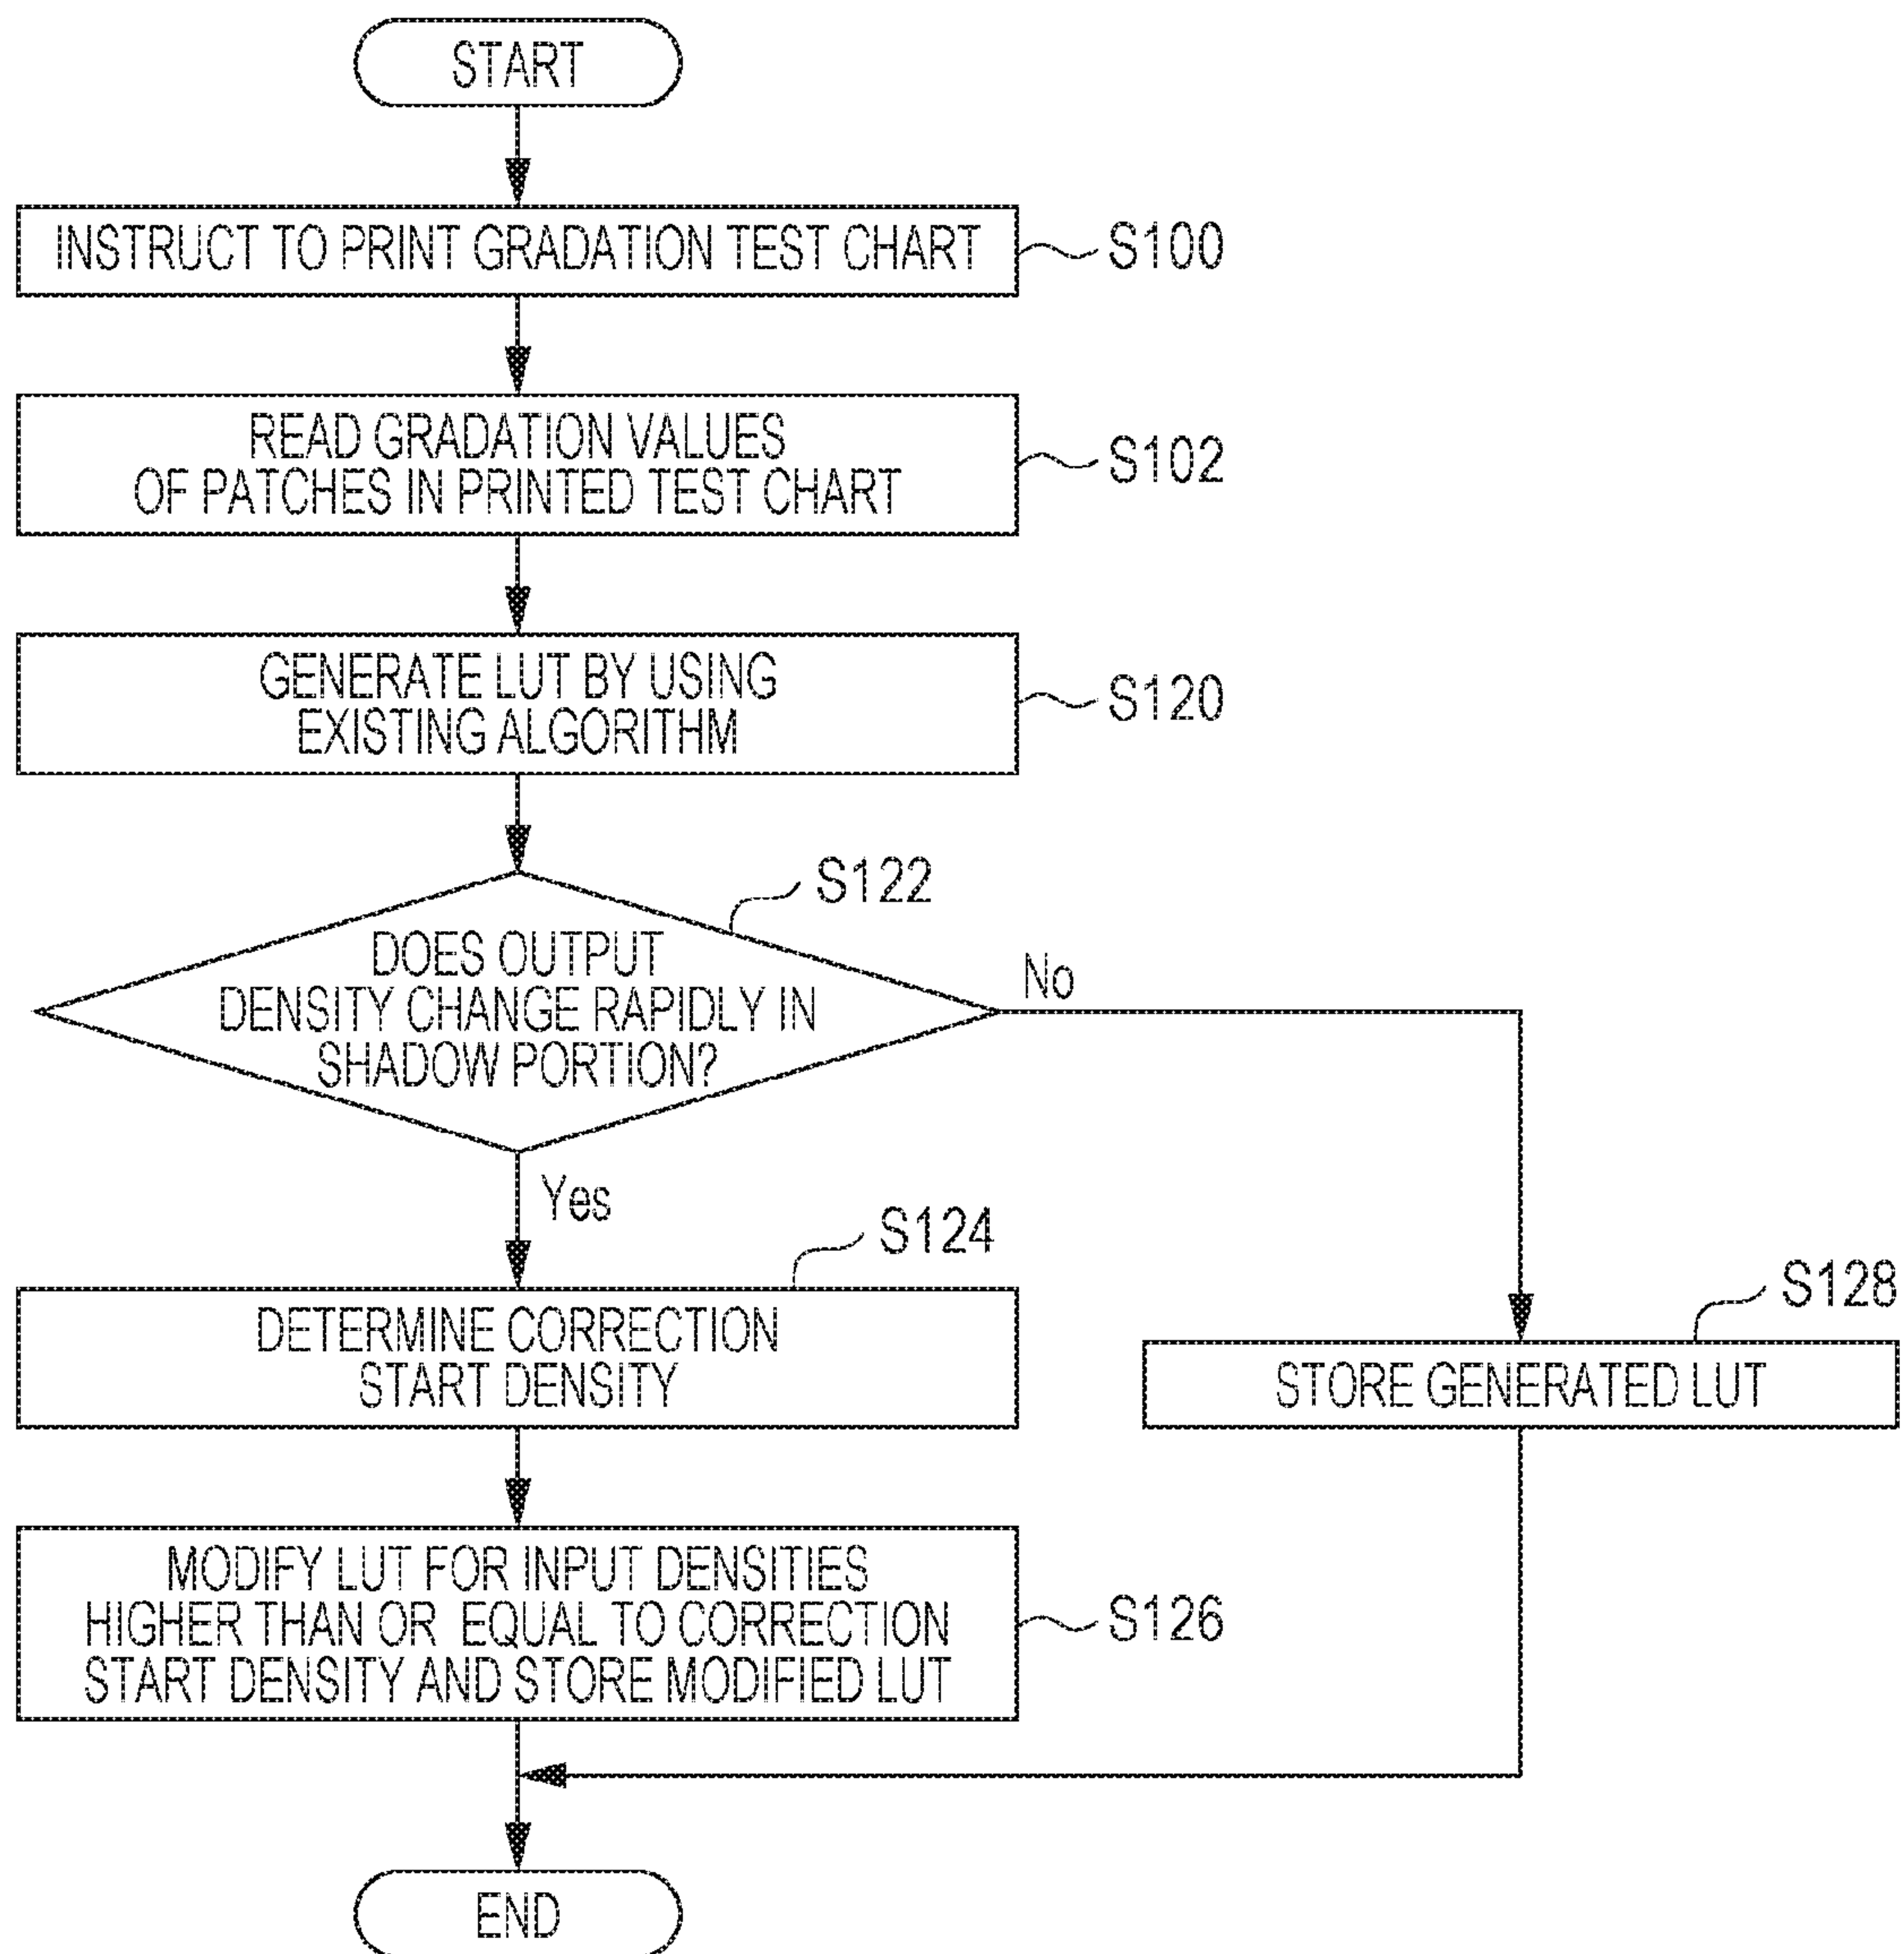 START
INSTRUCT TO PRINT GRADATION TEST CHART
S100
READ GRADATION VALUES
OF PATCHES IN PRINTED TEST CHART
S102
GENERATE LUT BY USING
EXISTING ALGORITHM
S120
S122
DOES OUTPUT
DENSITY CHANGE RAPIDLY IN
SHADOW PORTION?
No
Yes
S124
DETERMINE CORRECTION
START DENSITY
S128
STORE GENERATED LUT
MODIFY LUT FOR INPUT DENSITIES
HIGHER THAN OR EQUAL TO CORRECTION
START DENSITY AND STORE MODIFIED LUT
S126
END